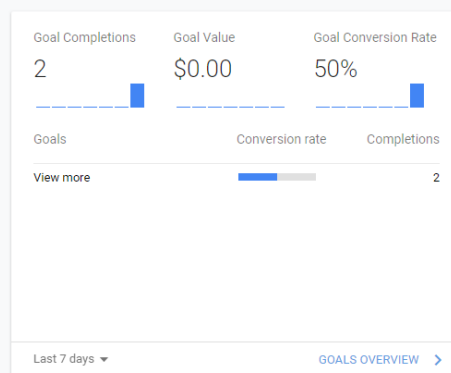 Goal Completions Goal Value Goal Conversion Rate
2 $0.00 50%
Goals Conversion rate Completions
View more 2
Last 7 days GOALS OVERVIEW